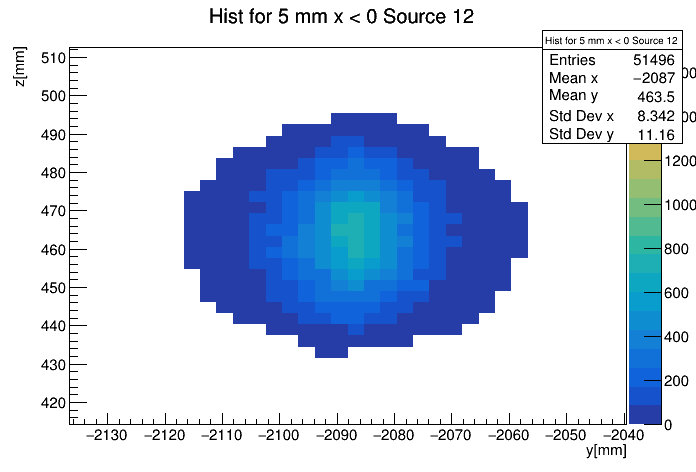 Hist for 5 mm x < 0 Source 12
z[mm]
510
500
490
480
470
460
450
440
430
420
Hist for 5 mm x < 0 Source 12
Entries 51496
Mean x −2087
Mean y 463.5
Std Dev x 8.342
Std Dev y 11.16
1200
1000
800
600
400
200
0
−2130 −2120 −2110 −2100 −2090 −2080 −2070 −2060 −2050 −2040
y[mm]